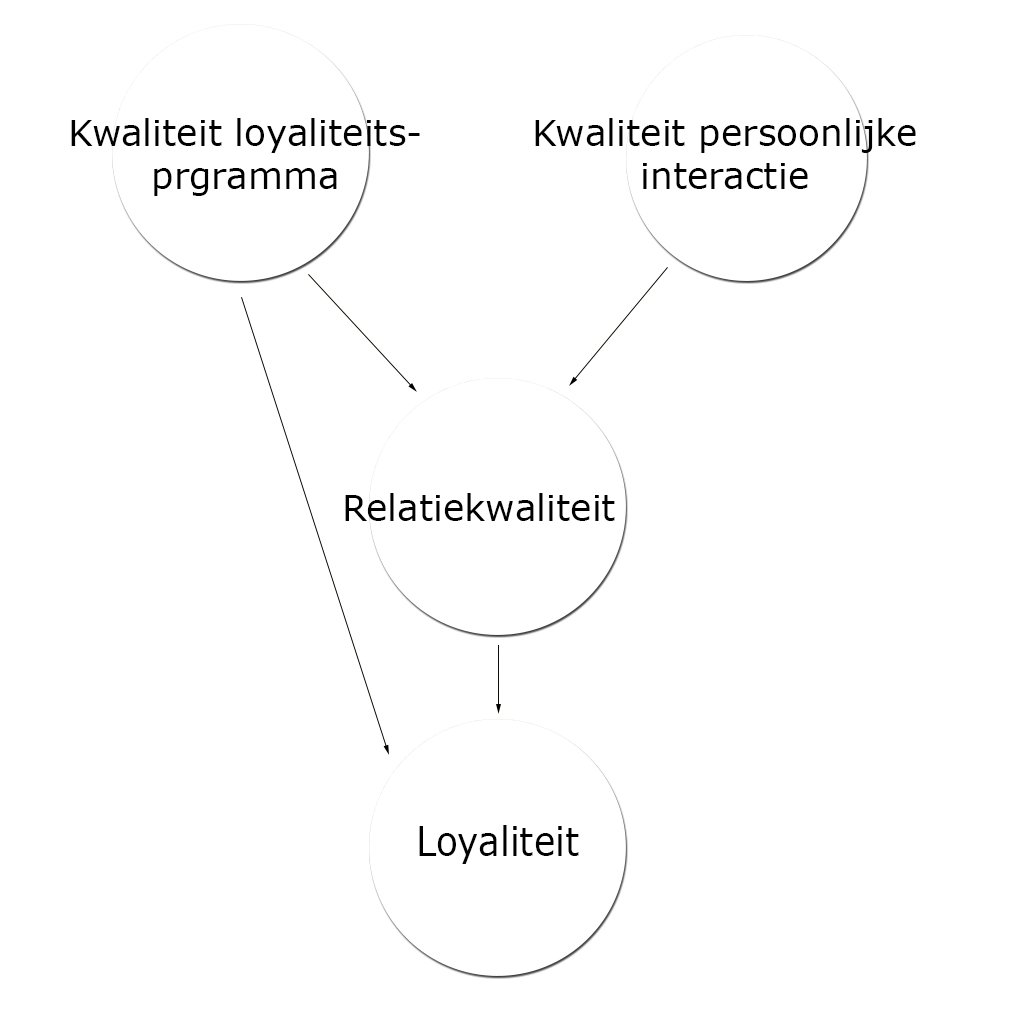 Kwaliteit loyaliteits-
prgramma
Kwaliteit persoonlijke
interactie
Relatiekwaliteit
Loyaliteit